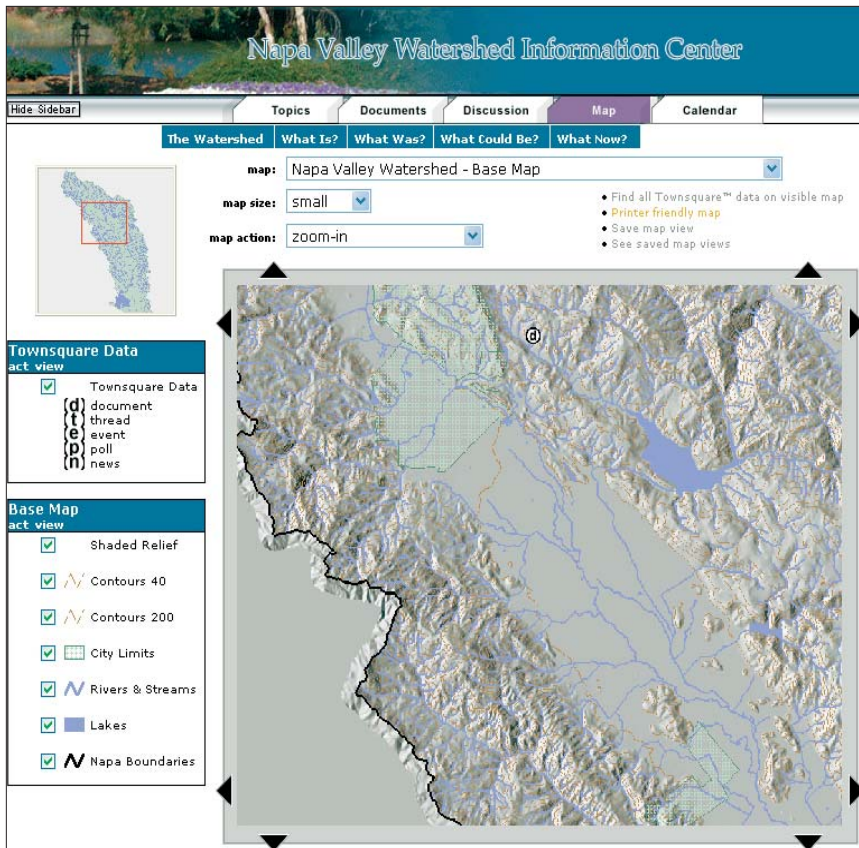 Napa Valley Watershed Information Center
Hide Sidebar
Topics Documents Discussion Map Calendar
The Watershed What Is? What Was? What Could Be? What Now?
map: Napa Valley Watershed - Base Map
map size: small
map action: zoom-in
• Find all Townsquare™ data on visible map
• Printer friendly map
• Save map view
• See saved map views
d
Townsquare Data
act view
Townsquare Data
(d) document
(t) thread
(e) event
(p) poll
(n) news
Base Map
act view
Shaded Relief
Contours 40
Contours 200
City Limits
Rivers & Streams
Lakes
Napa Boundaries